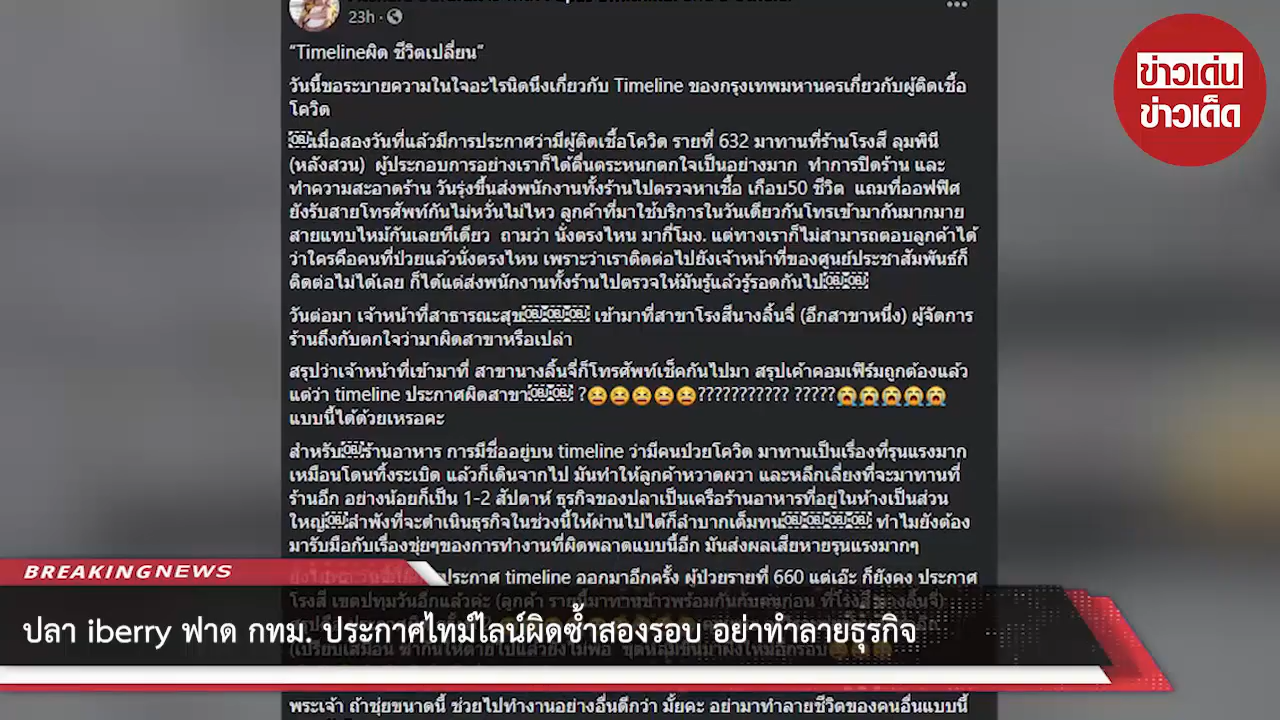 23h
ข่าวเด่น
ข่าวเด็ด
“Timelineผิด ชีวิตเปลี่ยน“
วันนี้ขอระบายความในใจอะไรนิดนึงเกี่ยวกับ Timeline ของกรุงเทพมหานครเกี่ยวกับผู้ติดเชื้อ
โควิด
เมื่อสองวันที่แล้วมีการประกาศว่ามีผู้ติดเชื้อโควิด รายที่ 632 มาทานที่ร้านโรงสี ลุมพินี
(หลังสวน) ผู้ประกอบการอย่างเราก็ได้ตื่นตระหนกตกใจเป็นอย่างมาก ทำการปิดร้าน และ
ทำความสะอาดร้าน วันรุ่งขึ้นส่งพนักงานทั้งร้านไปตรวจหาเชื้อ เกือบ50 ชีวิต แถมที่ออฟฟิศ
ยังรับสายโทรศัพท์กันไม่หวั่นไม่ไหว ลูกค้าที่มาใช้บริการในวันเดียวกันโทรเข้ามากันมากมาย
สายแทบไหม้กันเลยทีเดียว ถามว่า นั่งตรงไหน มากี่โมง. แต่ทางเราก็ไม่สามารถตอบลูกค้าได้
ว่าใครคือคนที่ป่วยแล้วนั่งตรงไหน เพราะว่าเราติดต่อไปยังเจ้าหน้าที่ของศูนย์ประชาสัมพันธ์ก็
ติดต่อไม่ได้เลย ก็ได้แต่ส่งพนักงานทั้งร้านไปตรวจให้มันรู้แล้วรู้รอดกันไป
วันต่อมา เจ้าหน้าที่สาธารณะสุข เข้ามาที่สาขาโรงสีนางลิ้นจี่ (อีกสาขาหนึ่ง) ผู้จัดการ
ร้านถึงกับตกใจว่ามาผิดสาขาหรือเปล่า
สรุปว่าเจ้าหน้าที่เข้ามาที่ สาขานางลิ้นจี่ก็โทรศัพท์เช็คกันไปมา สรุปเค้าคอมเฟิร์มถูกต้องแล้ว
แต่ว่า timeline ประกาศผิดสาขา ?😫😫😫😫😫??????????? ?????😭😭😭😭😭
แบบนี้ได้ด้วยเหรอคะ
สำหรับร้านอาหาร การมีชื่ออยู่บน timeline ว่ามีคนป่วยโควิด มาทานเป็นเรื่องที่รุนแรงมาก
เหมือนโดนทิ้งระเบิด แล้วก็เดินจากไป มันทำให้ลูกค้าหวาดผวา และหลีกเลี่ยงที่จะมาทานที่
ร้านอีก อย่างน้อยก็เป็น 1-2 สัปดาห์ ธุรกิจของปลาเป็นเครือร้านอาหารที่อยู่ในห้างเป็นส่วน
ใหญ่ลำพังที่จะดำเนินธุรกิจในช่วงนี้ให้ผ่านไปได้ก็ลำบากเต็มทน ทำไมยังต้อง
มารับมือกับเรื่องชุ่ยๆของการทำงานที่ผิดพลาดแบบนี้อีก มันส่งผลเสียหายรุนแรงมากๆ
ประกาศ timeline ออกมาอีกครั้ง ผู้ป่วยรายที่ 660 แต่เอ๊ะ ก็ยังคง ประกาศ
โรงสี เขตปทุมวันอีกแล้วค่ะ (ลูกค้า รายนี้มาทานข้าวพร้อมกันกับคนก่อน ที่โรงสี นางลิ้นจี่)
BREAKING NEWS
ปลา iberry ฟาด กทม. ประกาศไทม์ไลน์ผิดซ้ำสองรอบ อย่าทำลายธุรกิจ
พระเจ้า ถ้าชุ่ยขนาดนี้ ช่วยไปทำงานอย่างอื่นดีกว่า มั้ยคะ อย่ามาทำลายชีวิตของคนอื่นแบบนี้